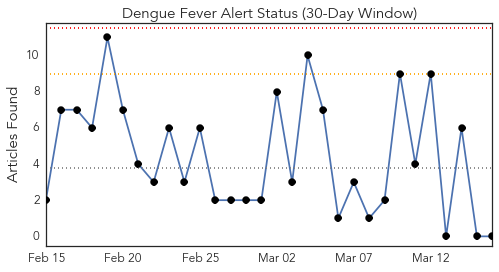 Dengue Fever Alert Status (30-Day Window)
Articles Found
10
8
6
4
2
0
Feb 15 Feb 20 Feb 25 Mar 02 Mar 07 Mar 12